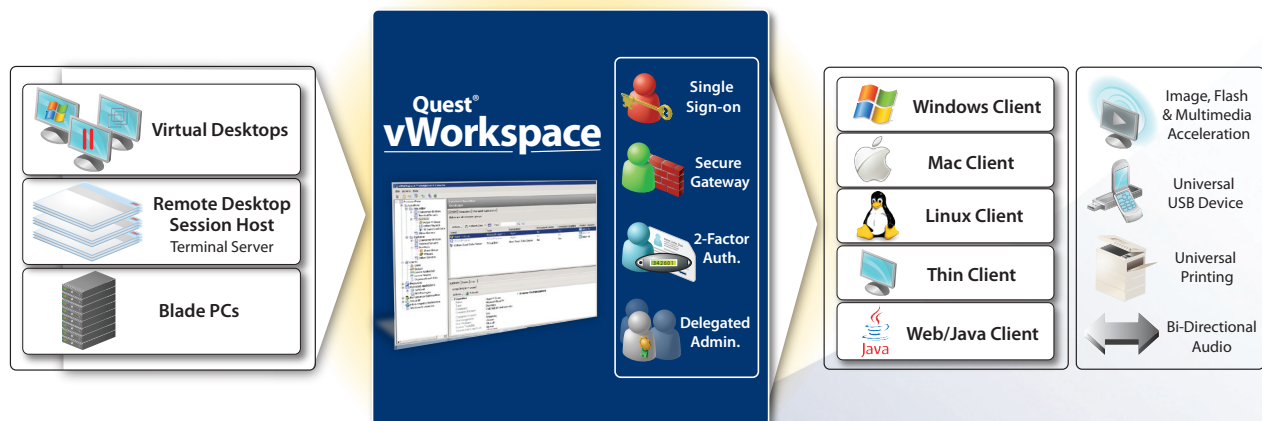 Virtual Desktops
Remote Desktop
Session Host
Terminal Server
Blade PCs
Quest®
vWorkspace
Single
Sign-on
Secure
Gateway
2-Factor
Auth.
Delegated
Admin.
Windows Client
Mac Client
Linux Client
Thin Client
Java
Web/Java Client
Image, Flash
& Multimedia
Acceleration
Universal
USB Device
Universal
Printing
Bi-Directional
Audio